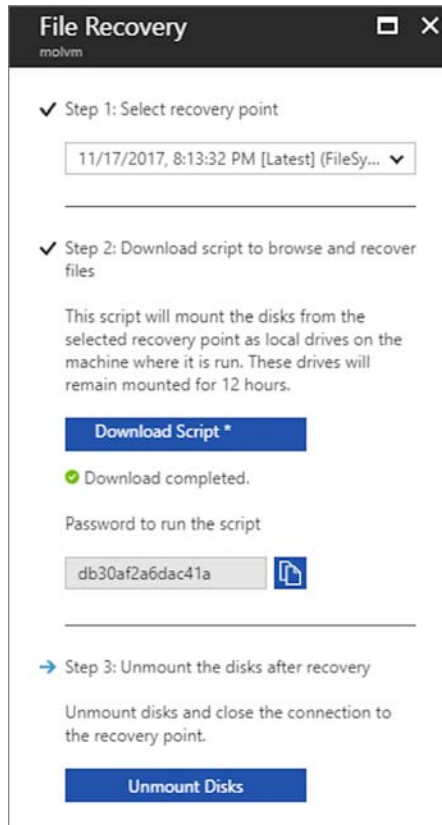 File Recovery
molvm
Step 1: Select recovery point
11/17/2017, 8:13:32 PM [Latest] (FileSy...
Step 2: Download script to browse and recover
files
This script will mount the disks from the
selected recovery point as local drives on the
machine where it is run. These drives will
remain mounted for 12 hours.
Download Script *
Download completed.
Password to run the script
db30af2a6dac41a
Step 3: Unmount the disks after recovery
Unmount disks and close the connection to
the recovery point.
Unmount Disks